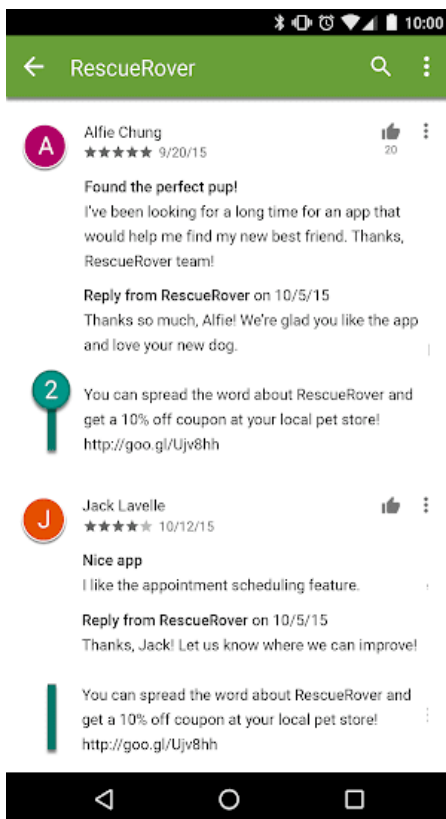 10:00
RescueRover
A
Alfie Chung
★★★★★ 9/20/15
20
Found the perfect pup!
I've been looking for a long time for an app that
would help me find my new best friend. Thanks,
RescueRover team!
Reply from RescueRover on 10/5/15
Thanks so much, Alfie! We're glad you like the app
and love your new dog.
2
You can spread the word about RescueRover and
get a 10% off coupon at your local pet store!
http://goo.gl/Ujv8hh
J
Jack Lavelle
★★★★★ 10/12/15
Nice app
I like the appointment scheduling feature.
Reply from RescueRover on 10/5/15
Thanks, Jack! Let us know where we can improve!
You can spread the word about RescueRover and
get a 10% off coupon at your local pet store!
http://goo.gl/Ujv8hh